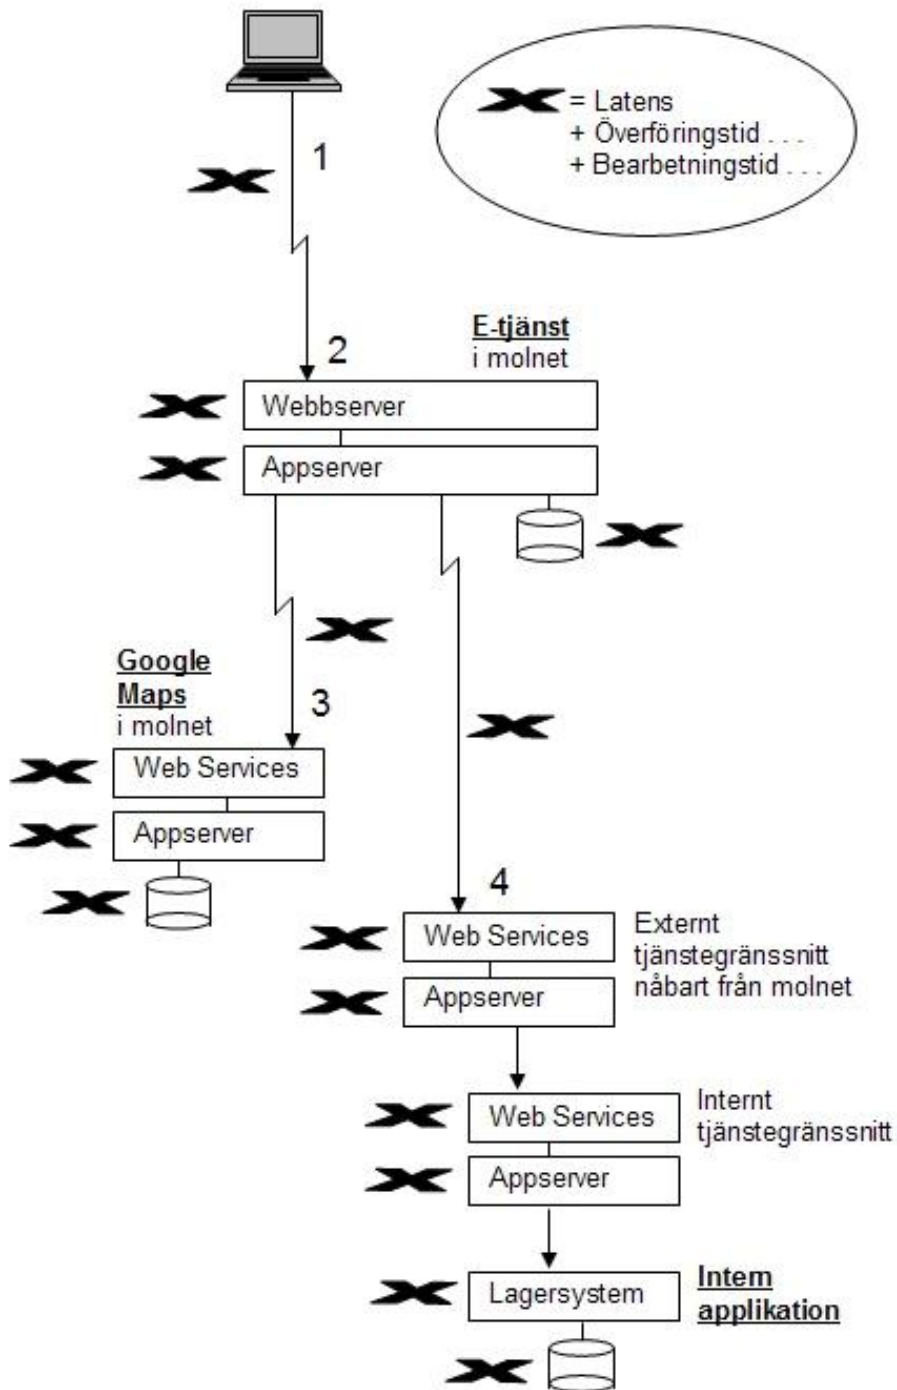 = Latens
+ Överföringstid . . .
+ Bearbetningstid . . .
1
2
E-tjänst
i molnet
Webbserver
Appserver
Google
Maps
i molnet
3
Web Services
Appserver
4
Web Services
Appserver
Externt
tjänstegränssnitt
nåbart från molnet
Web Services
Appserver
Internt
tjänstegränssnitt
Lagersystem
Intern
applikation